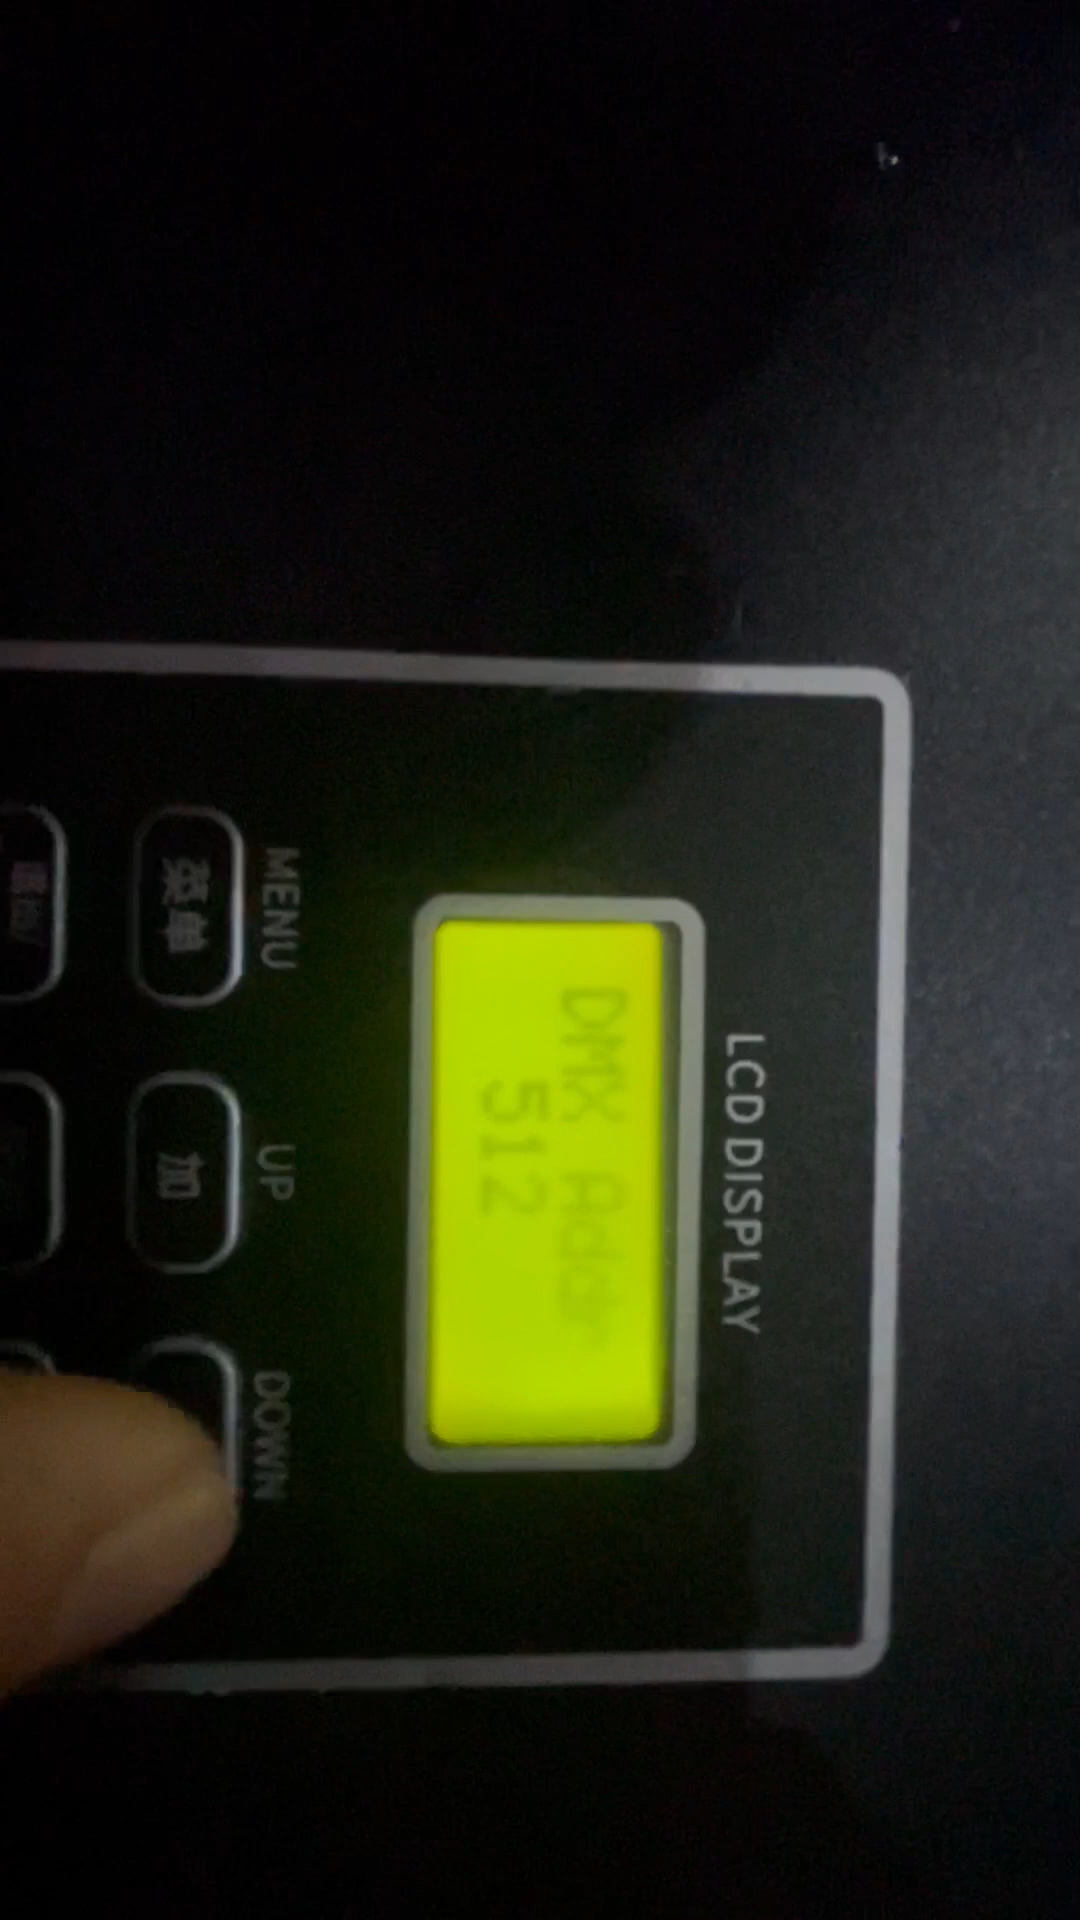 LCD DISPLAY
DMX Addr
512
MENU
UP
DOWN
菜单
加